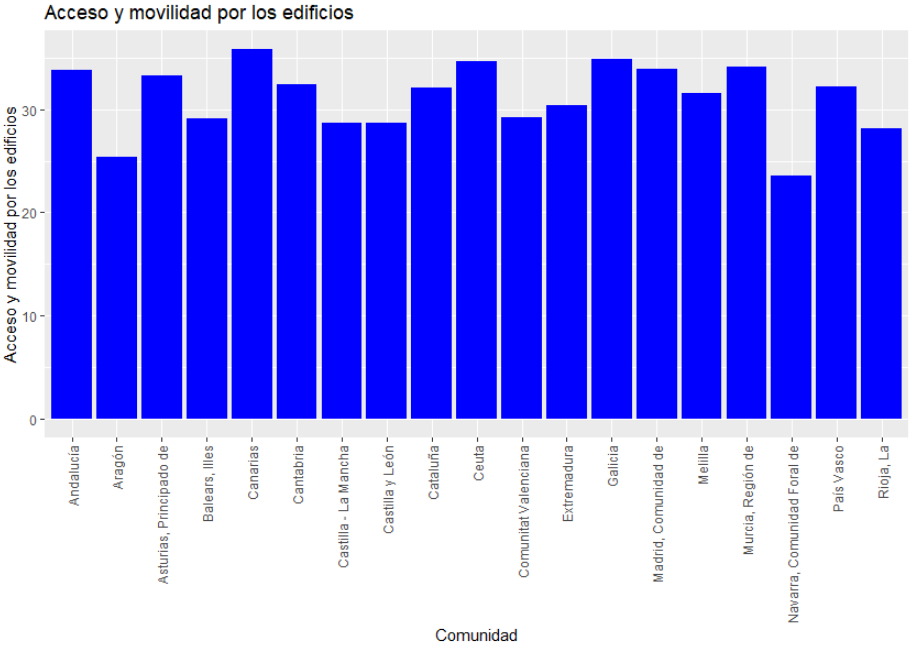 Acceso y movilidad por los edificios
Acceso y movilidad por los edificios
30
20
10
0
Andalucía
Aragón
Asturias, Principado de
Balears, Illes
Canarias
Cantabria
Castilla - La Mancha
Castilla y León
Cataluña
Ceuta
Comunitat Valenciana
Extremadura
Galicia
Madrid, Comunidad de
Melilla
Murcia, Región de
Navarra, Comunidad Foral de
País Vasco
Rioja, La
Comunidad